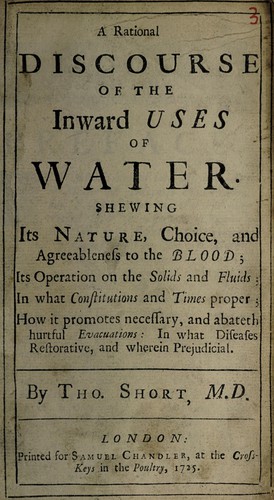 3
A Rational
DISCOURSE
OF THE
Inward USES
OF
WATER.
SHEWING
Its NATURE, Choice, and
Agreeableneſs to the BLOOD;
Its Operation on the Solids and Fluids;
In what Conſtitutions and Times proper;
How it promotes neceſſary, and abateth
hurtful Evacuations: In what Diſeaſes
Reſtorative, and wherein Prejudicial.
By THO. SHORT, M.D.
LONDON:
Printed for SAMUEL CHANDLER, at the Croſs-
Keys in the Poultry, 1725.